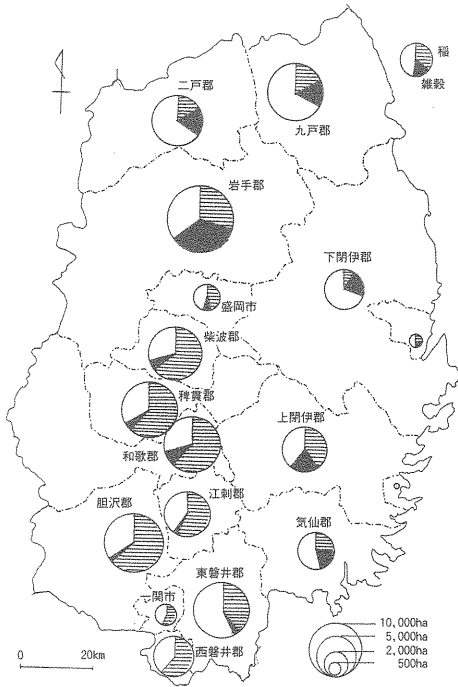 稲
雑穀
二戸郡
九戸郡
岩手郡
下閉伊郡
盛岡市
柴波郡
稗貫郡
和歌郡
上閉伊郡
江刺郡
胆沢郡
気仙郡
東磐井郡
一関市
西磐井郡
10,000ha
5,000ha
2,000ha
500ha
0 20km